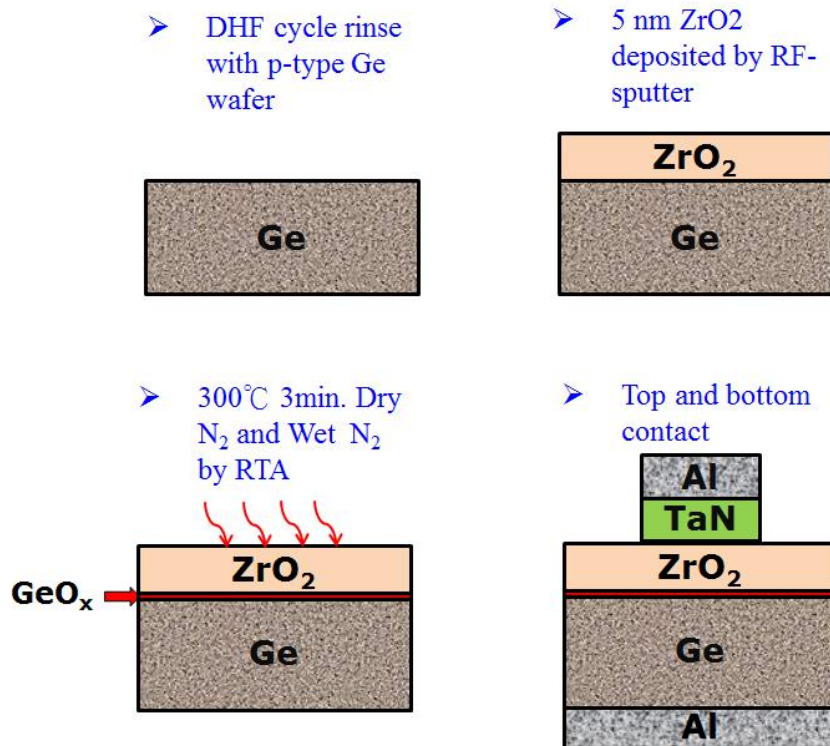 ➢ DHF cycle rinse
with p-type Ge
wafer
Ge
➢ 5 nm ZrO2
deposited by RF-
sputter
ZrO₂
Ge
➢ 300℃ 3min. Dry
N₂ and Wet N₂
by RTA
ZrO₂
GeOₓ
Ge
➢ Top and bottom
contact
Al
TaN
ZrO₂
Ge
Al